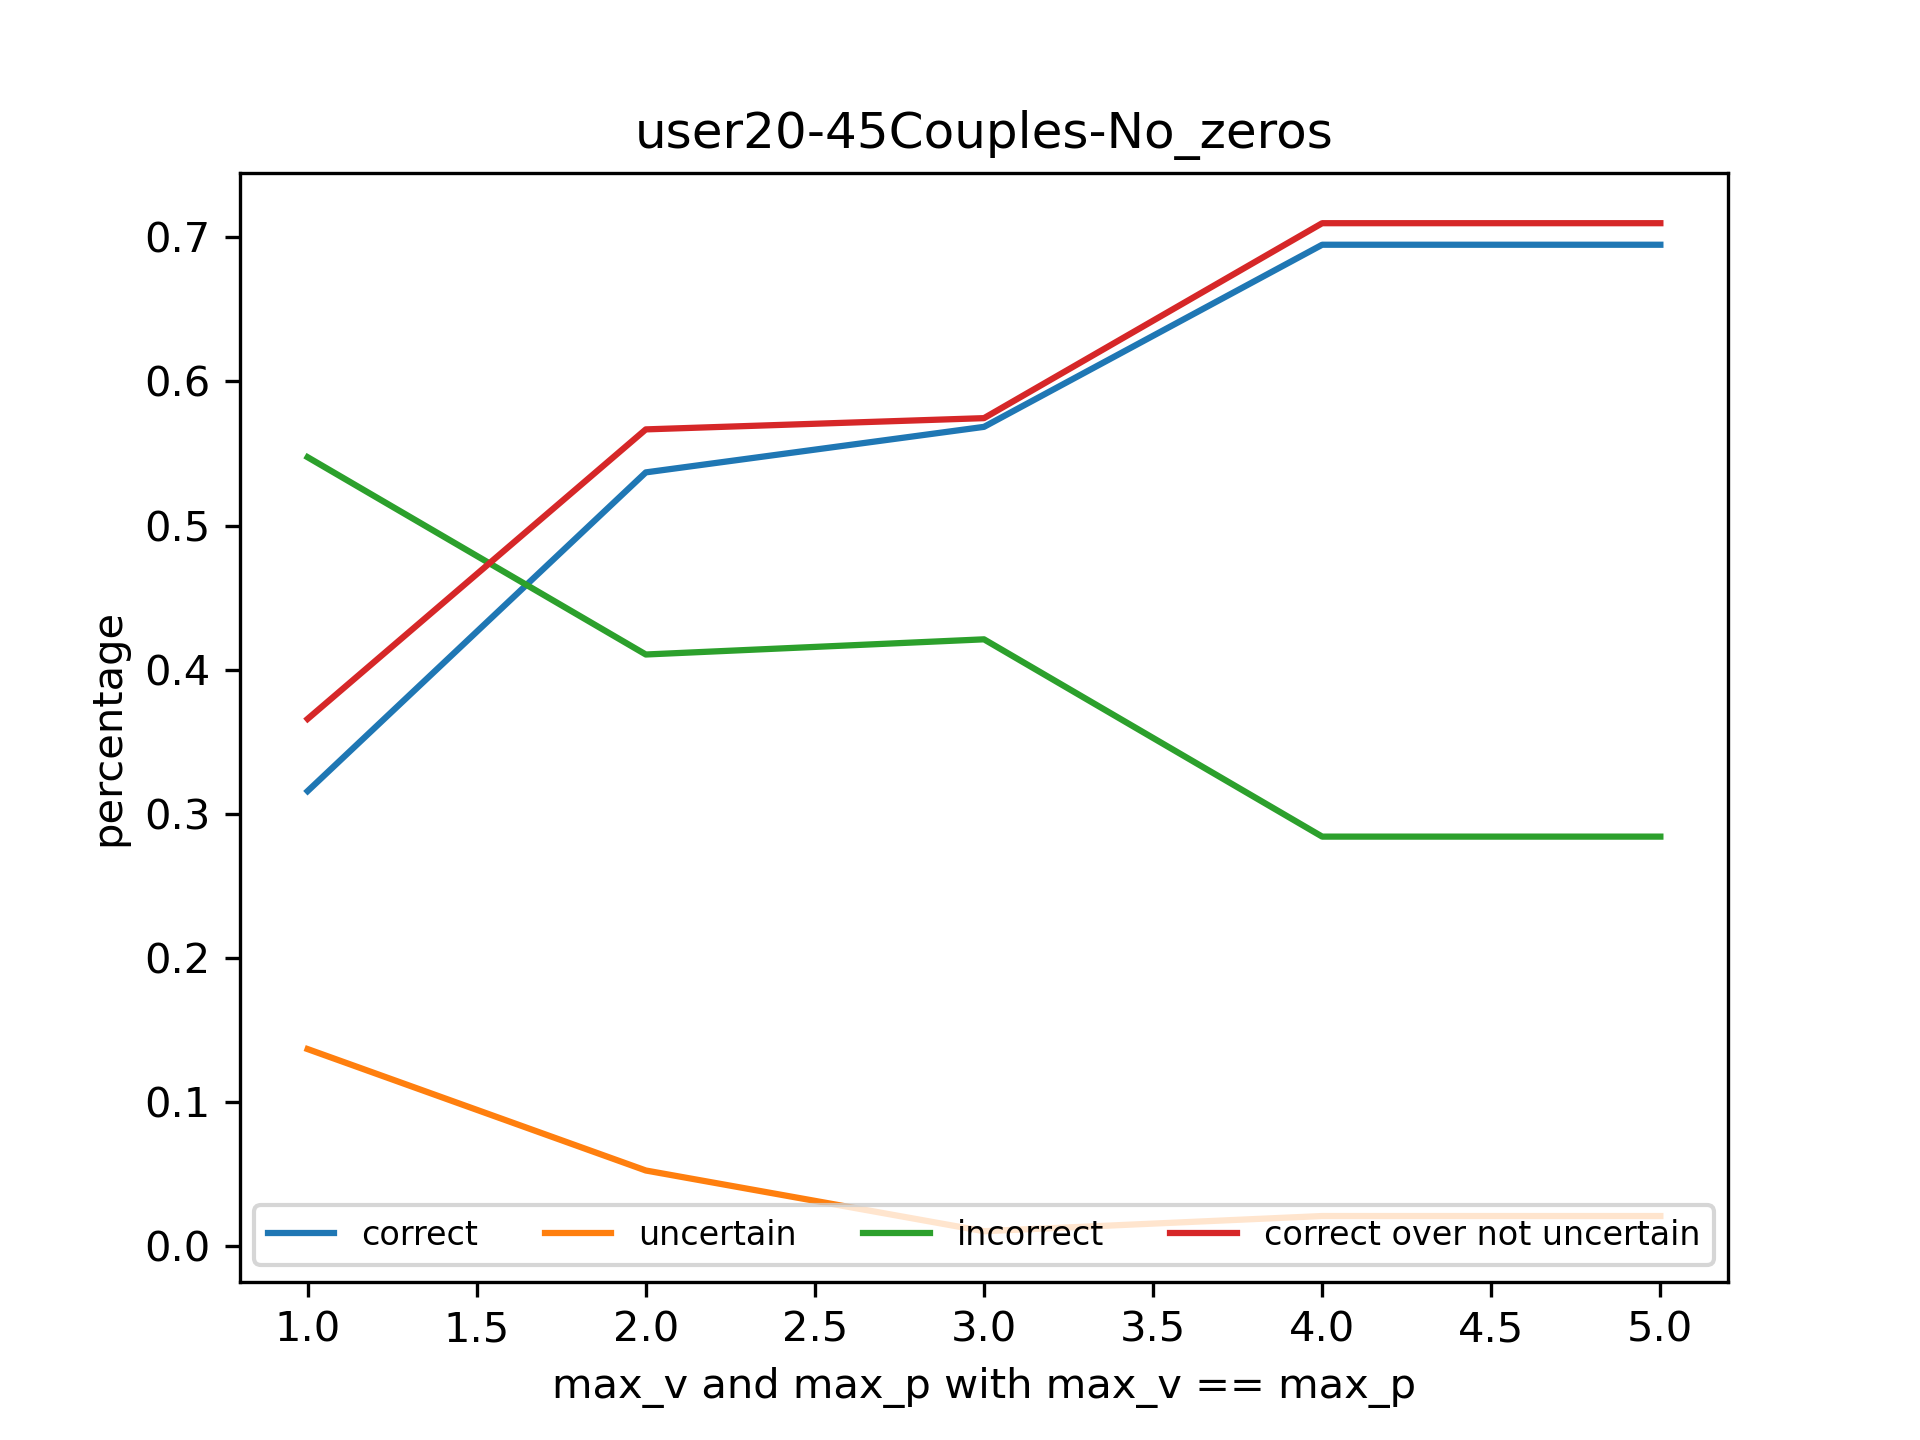 user20-45Couples-No_zeros
percentage
0.7
0.6
0.5
0.4
0.3
0.2
0.1
0.0
correct uncertain incorrect correct over not uncertain
1.0 1.5 2.0 2.5 3.0 3.5 4.0 4.5 5.0
max_v and max_p with max_v == max_p